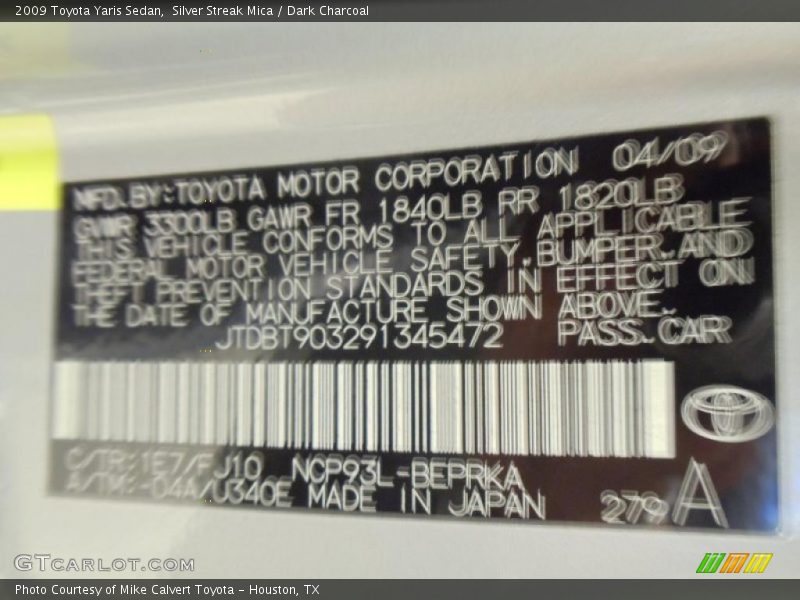 2009 Toyota Yaris Sedan,  Silver Streak Mica / Dark Charcoal
MFD.BY:TOYOTA MOTOR CORPORATION 04/09
GVWR 3300LB GAWR FR 1840LB RR 1820LB
THIS VEHICLE CONFORMS TO ALL APPLICABLE
FEDERAL MOTOR VEHICLE SAFETY,BUMPER,AND
THEFT PREVENTION STANDARDS IN EFFECT ON
THE DATE OF MANUFACTURE SHOWN ABOVE.
JTDBT903291345472 PASS.CAR
C/TR:1E7/FJ10 NCP93L-BEPRKA
A/TM:-04A/U340E MADE IN JAPAN 279 A
GTCARLOT.COM
Photo Courtesy of Mike Calvert Toyota - Houston, TX